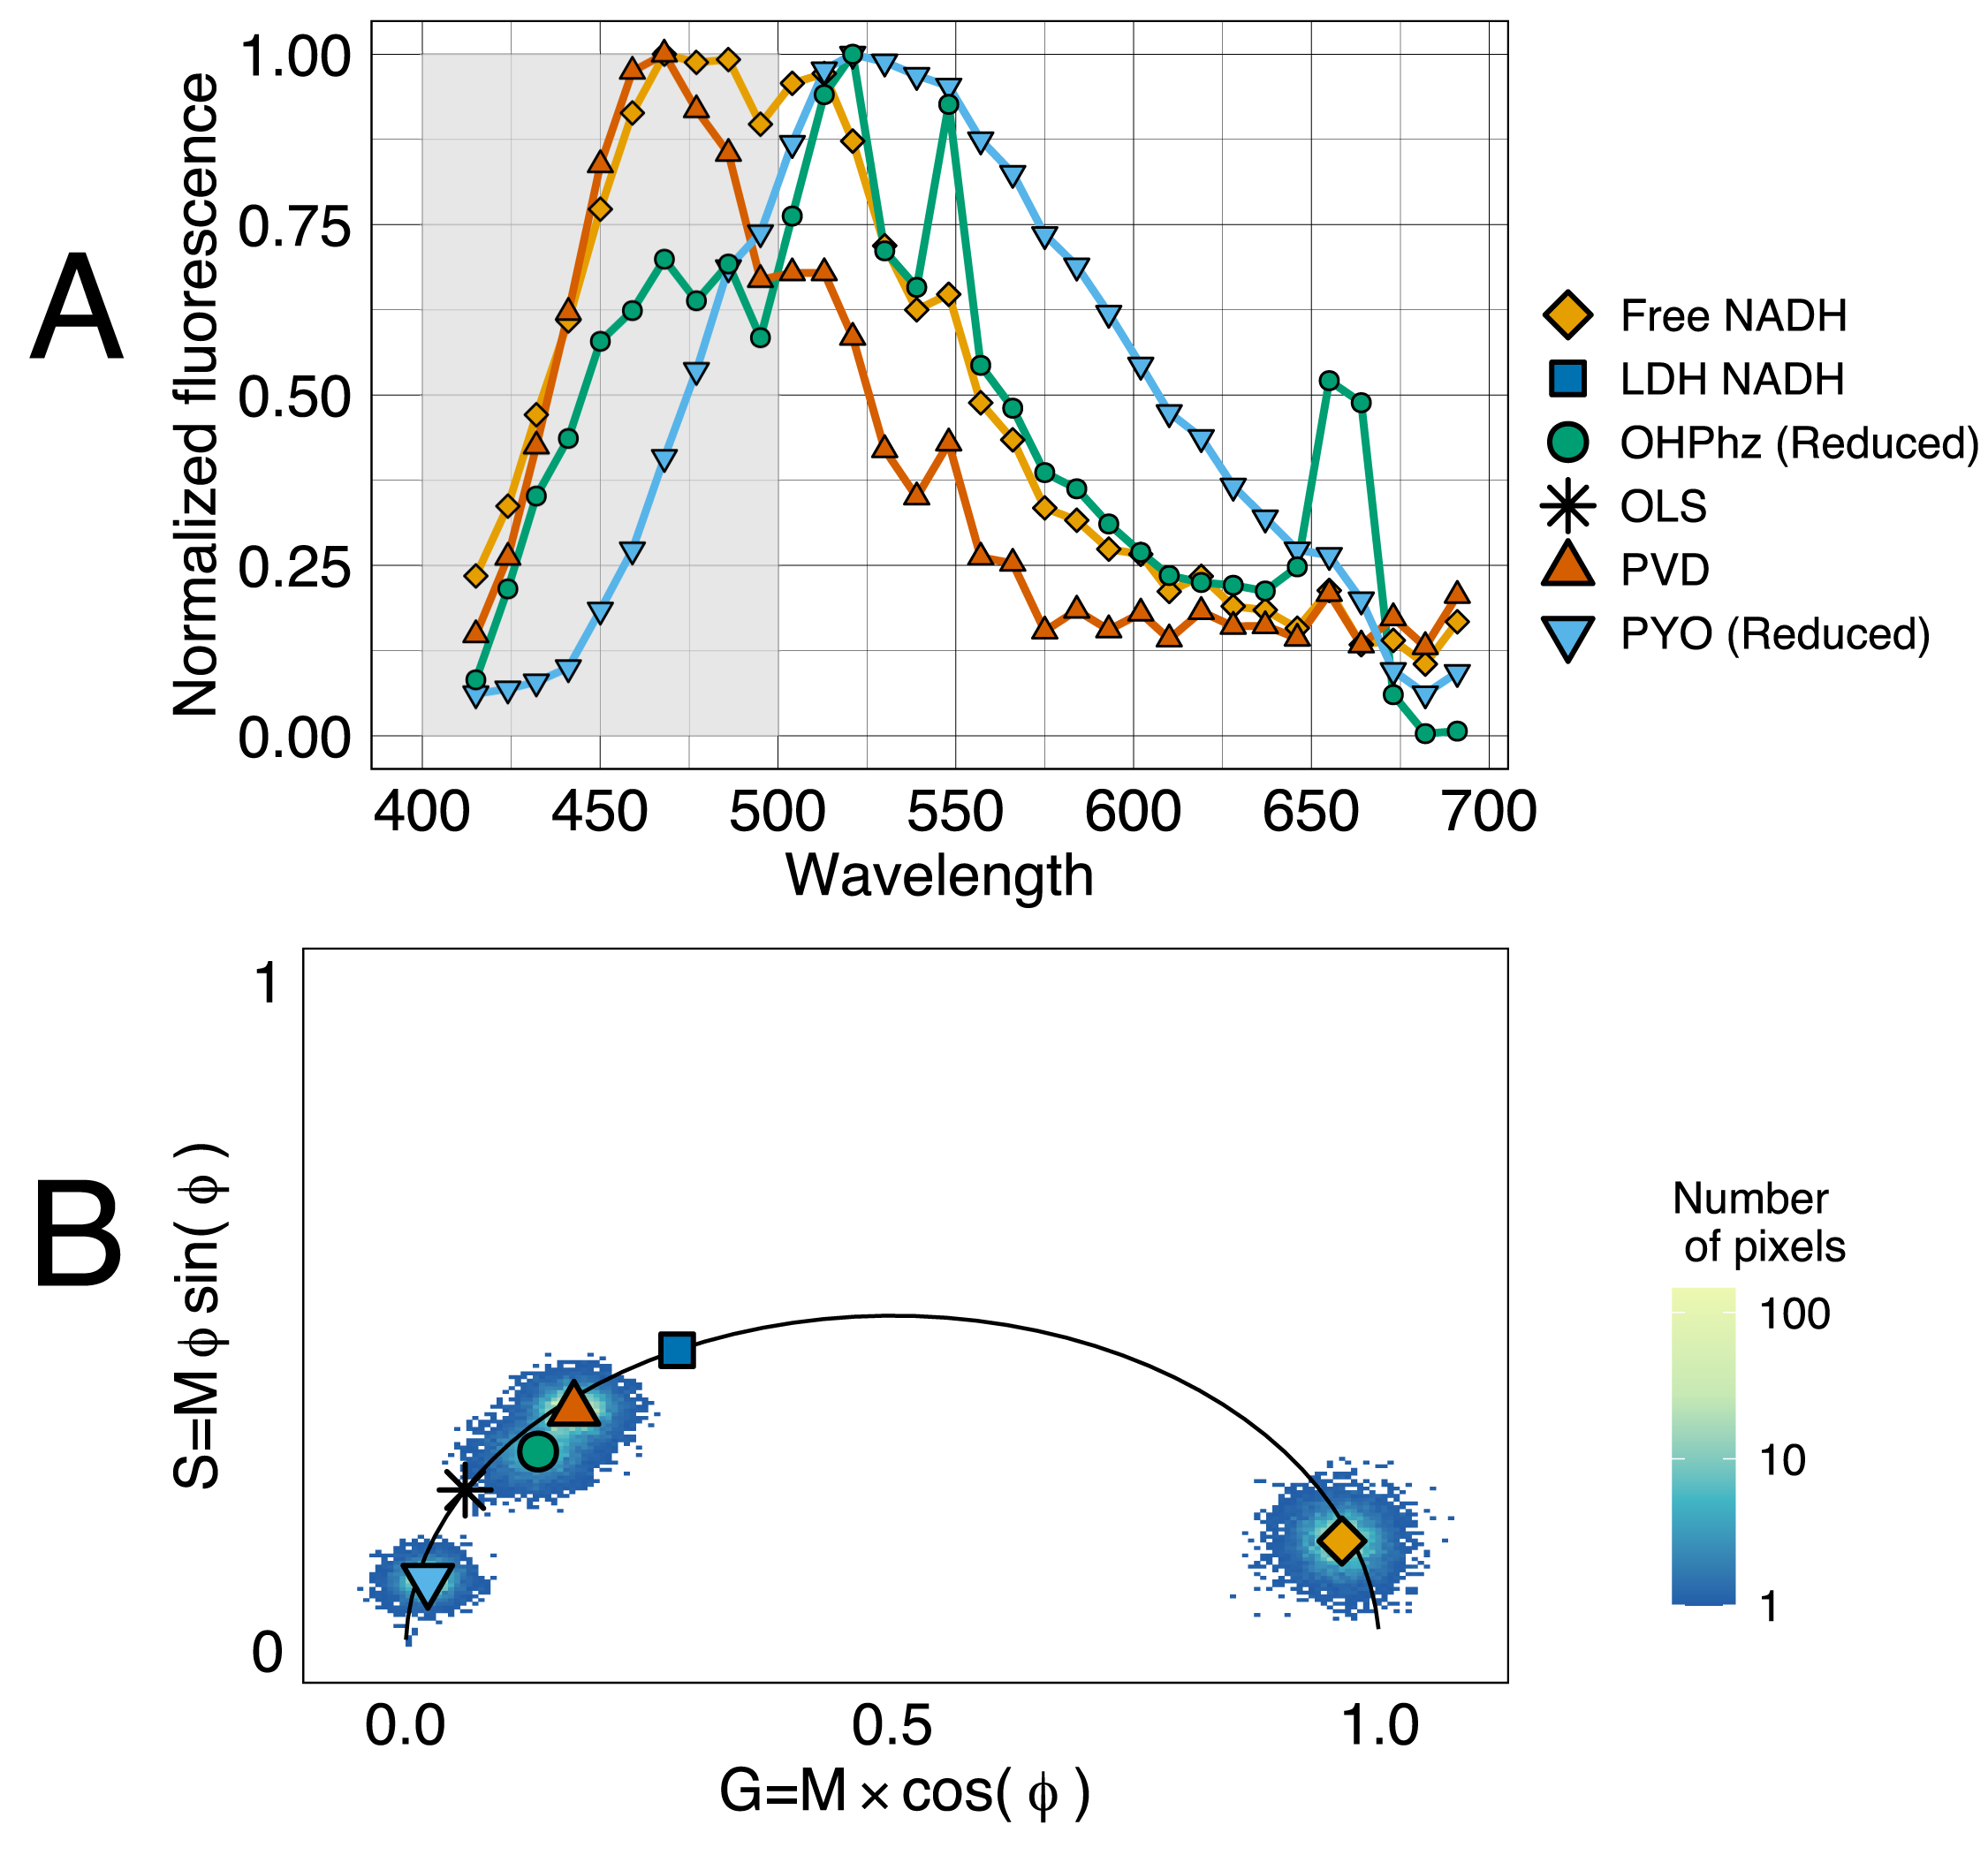 A
Normalized fluorescence
1.00
0.75
0.50
0.25
0.00
400 450 500 550 600 650 700
Wavelength
Free NADH
LDH NADH
OHPhz (Reduced)
OLS
PVD
PYO (Reduced)
B
S=M ϕ sin( ϕ )
1
0
0.0 0.5 1.0
G=M × cos( ϕ )
Number
of pixels
100
10
1